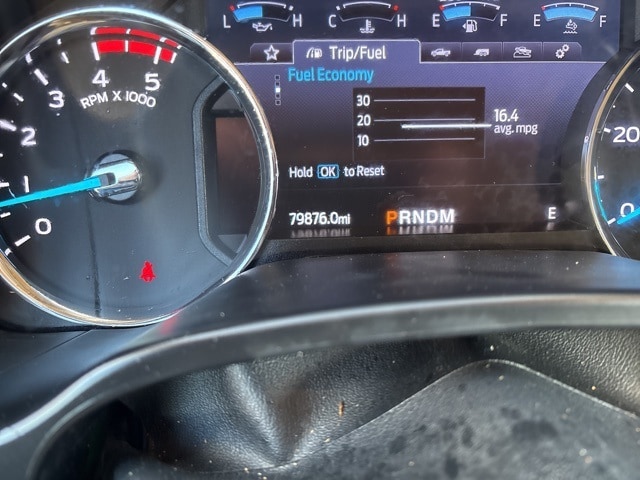 L H C H E F E F
Trip/Fuel
Fuel Economy
30
20
10
16.4
avg. mpg
Hold OK to Reset
79876.0mi PRNDM E
0
1
2
3
4
5
RPM X 1000
20
0